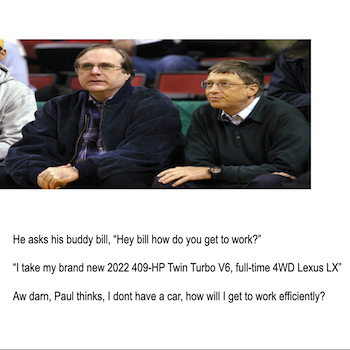 He asks his buddy bill, “Hey bill how do you get to work?”
“I take my brand new 2022 409-HP Twin Turbo V6, full-time 4WD Lexus LX”
Aw darn, Paul thinks, I dont have a car, how will I get to work efficiently?